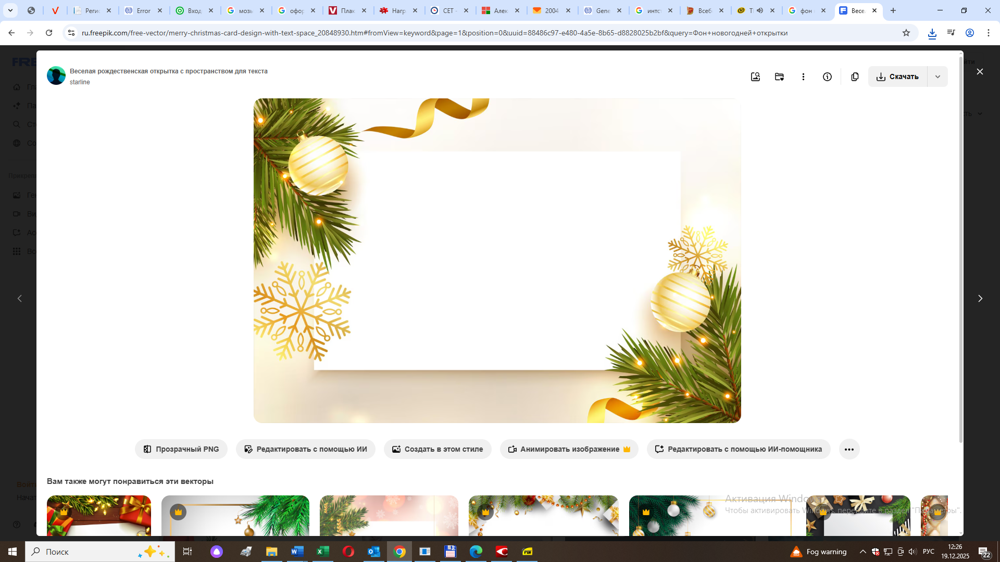 Регис
Error
Вход
мозь
офор
Плак
Нагр
CET -
Алек
2004
Gene
интс
Всеб
фон
Весе
ru.freepik.com/free-vector/merry-christmas-card-design-with-text-space_20848930.htm#fromView=keyword&page=1&position=0&uuid=88486c97-e480-4a5e-8b65-d8828025b2bf&query=Фон+новогодней+открытки
FRE
Веселая рождественская открытка с пространством для текста
starline
Скачать
Прозрачный PNG
Редактировать с помощью ИИ
Создать в этом стиле
Анимировать изображение
Редактировать с помощью ИИ-помощника
Вам также могут понравиться эти векторы
Активация Windo
Чтобы активировать Windows, перейдите в раздел "Параметры".
Поиск
PDF
Fog warning
РУС
12:26
19.12.2025
22